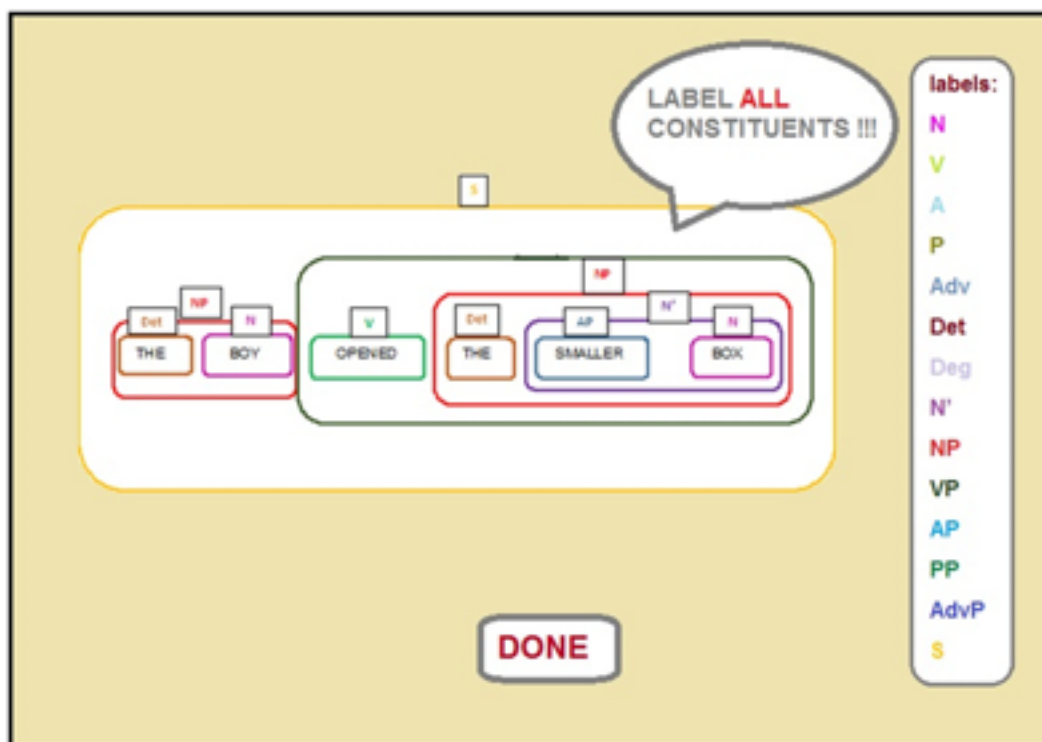 LABEL ALL
CONSTITUENTS !!!
labels:
N
V
A
P
Adv
Det
Deg
N'
NP
VP
AP
PP
AdvP
S
S
NP
NP
N'
Det
N
V
Det
AP
N
THE
BOY
OPENED
THE
SMALLER
BOX
DONE